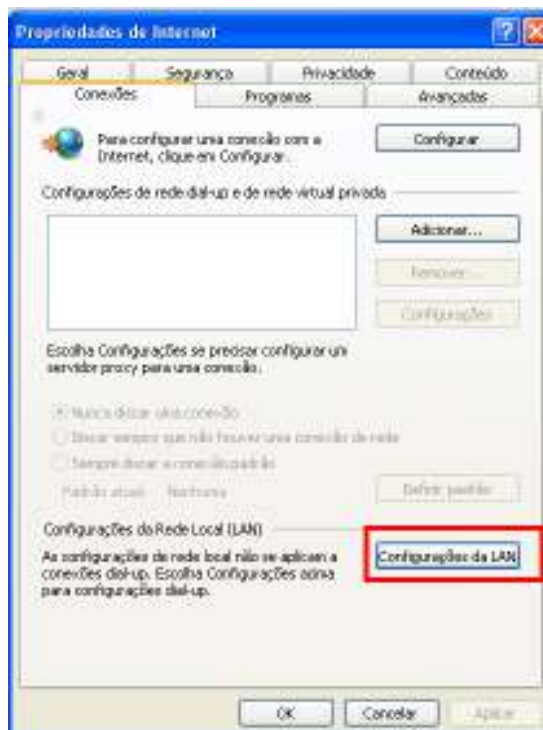 Propriedades de Internet
Geral Segurança Privacidade Conteúdo
Conexões Programas Avançadas
Para configurar uma conexão com a
Internet, clique em Configurar.
Configurar
Configurações de rede dial-up e de rede virtual privada
Adicionar...
Remover...
Configurações
Escolha Configurações se precisar configurar um
servidor proxy para uma conexão.
Nunca discar uma conexão
Discar sempre que não houver uma conexão de rede
Sempre discar a conexão padrão
Padrão atual: Nenhuma
Definir padrão
Configurações da Rede Local (LAN)
As configurações de rede local não se aplicam a
conexões dial-up. Escolha Configurações acima
para configurações dial-up.
Configurações da LAN
OK Cancelar Aplicar